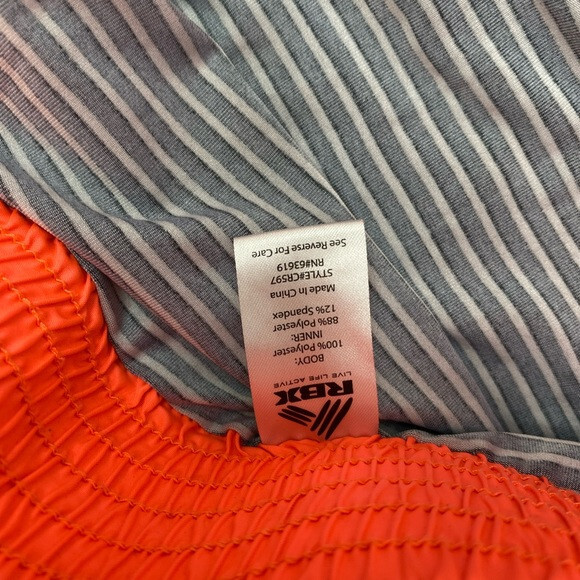 RBX
LIVE LIFE ACTIVE
BODY:
100% Polyester
INNER:
88% Polyester
12% Spandex
Made In China
STYLE#CR597
RN#63619
See Reverse For Care